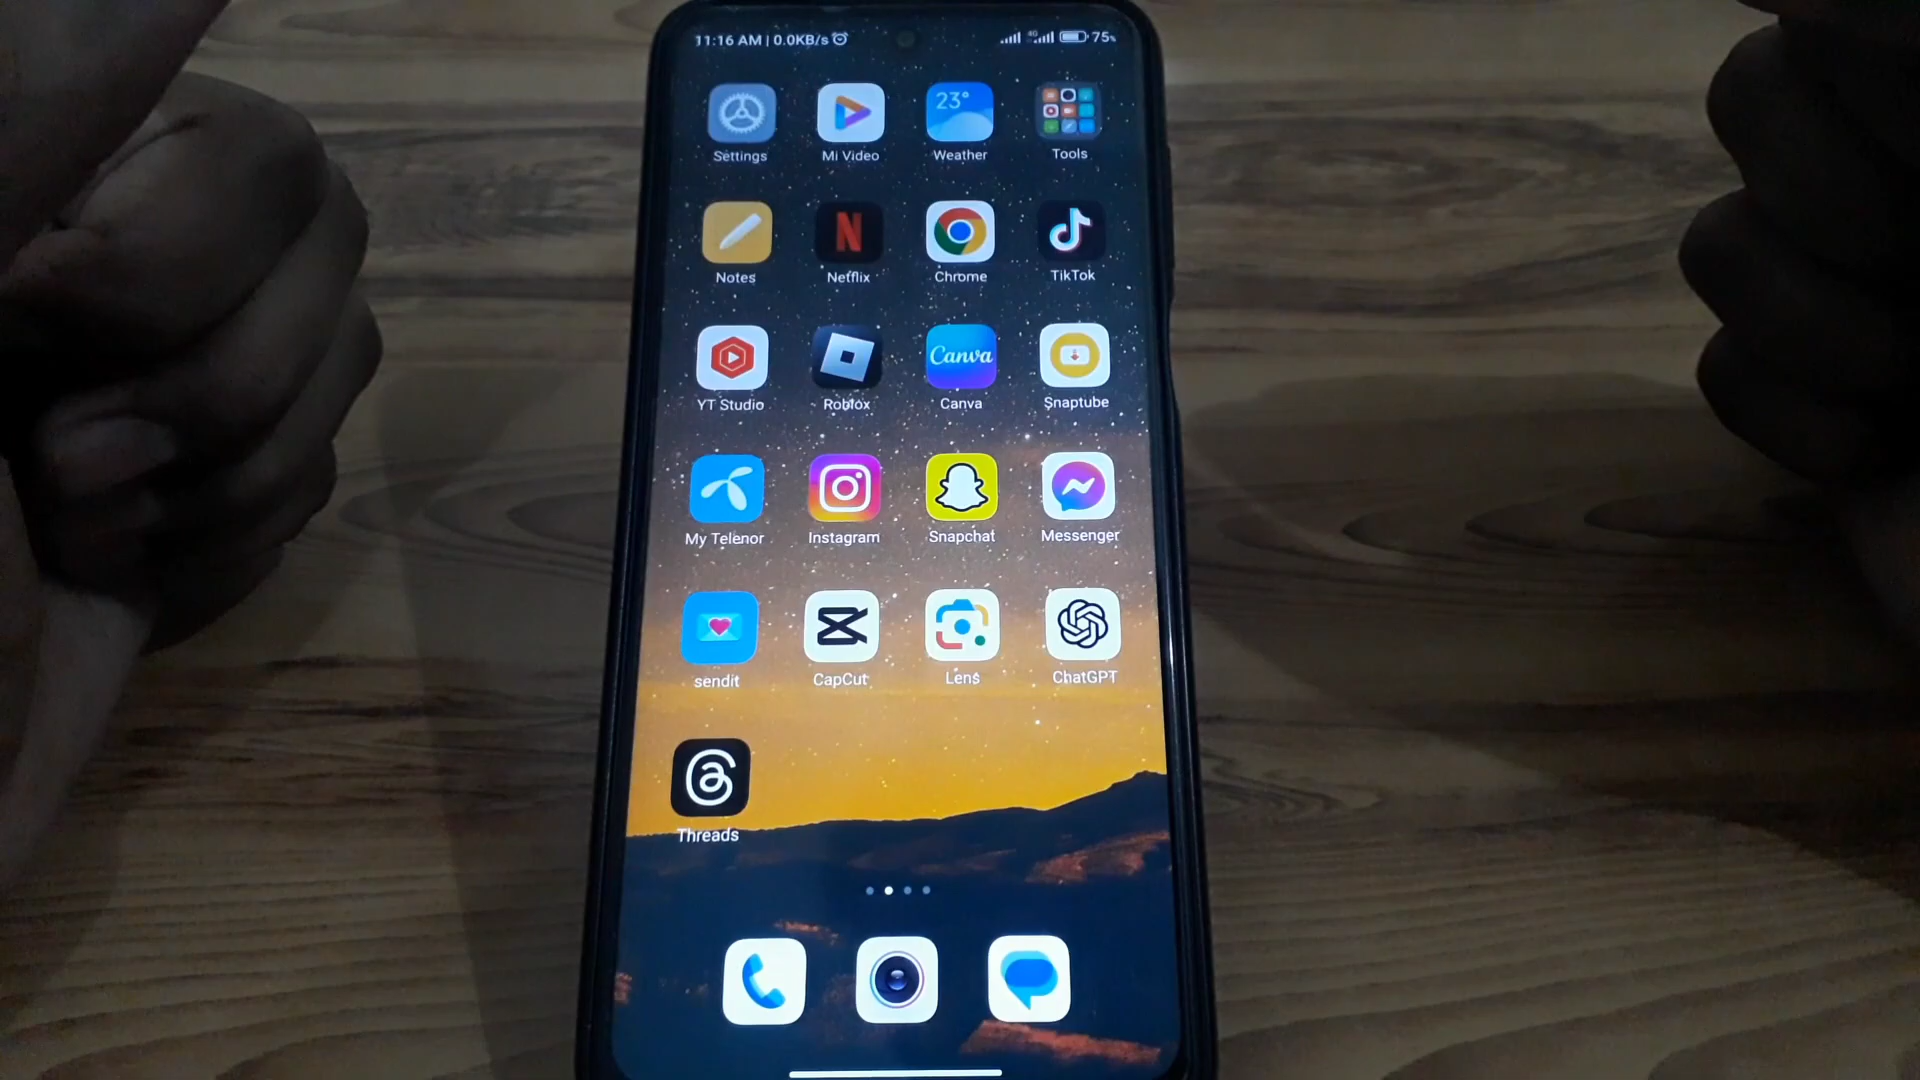 11:16 AM | 0.0KB/s
4G 75%
23°
Settings Mi Video Weather Tools
N
Notes Netflix Chrome TikTok
Canva
YT Studio Roblox Canva Snaptube
My Telenor Instagram Snapchat Messenger
sendit CapCut Lens ChatGPT
Threads